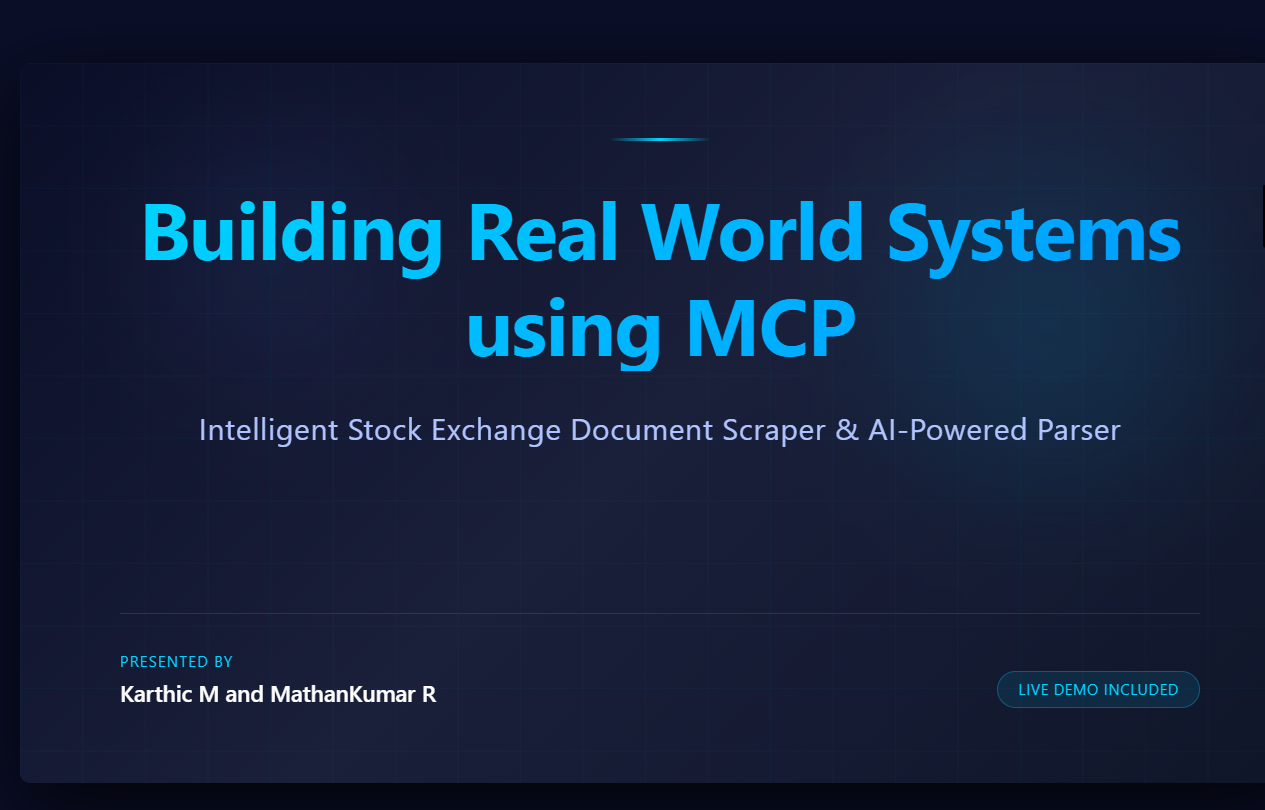 Building Real World Systems
using MCP
Intelligent Stock Exchange Document Scraper & AI-Powered Parser
PRESENTED BY
Karthic M and MathanKumar R
LIVE DEMO INCLUDED